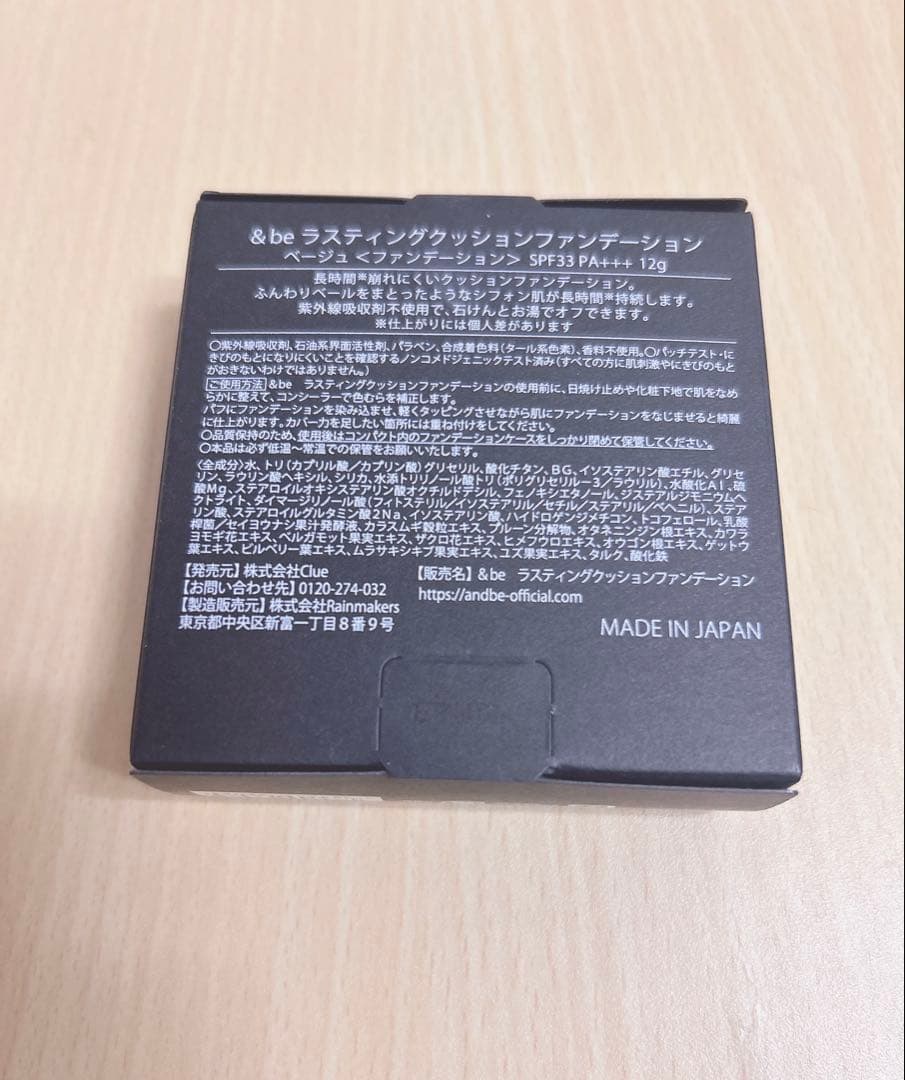 &be ラスティングクッションファンデーション
ベージュ <ファンデーション> SPF33 PA+++ 12g
長時間※崩れにくいクッションファンデーション。
ふんわりベールをまとったようなシフォン肌が長時間※持続します。
紫外線吸収剤不使用で、石けんとお湯でオフできます。
※仕上がりには個人差があります
〇紫外線吸収剤、石油系界面活性剤、パラベン、合成着色料(タール系色素)、香料不使用。〇パッチテスト・に
きびのもとになりにくいことを確認するノンコメドジェニックテスト済み(すべての方に肌刺激やにきびのもと
がおきないわけではありません。)
ご使用方法 &be ラスティングクッションファンデーションの使用前に、日焼け止めや化粧下地で肌をなめ
らかに整えて、コンシーラーで色むらを補正します。
パフにファンデーションを染み込ませ、軽くタッピングさせながら肌にファンデーションをなじませると綺麗
に仕上がります。カバー力を足したい箇所には重ね付けをしてください。
〇品質保持のため、使用後はコンパクト内のファンデーションケースをしっかり閉めて保管してください。
〇本品は必ず低温～常温での保管をお願いいたします。
<全成分>水、トリ(カプリル酸/カプリン酸)グリセリル、酸化チタン、BG、イソステアリン酸エチル、グリセ
リン、ラウリン酸ヘキシル、シリカ、水添トリリノール酸トリ(ポリグリセリル-3/ラウリル)、水酸化Al、硫
酸Mg、ステアロイルオキシステアリン酸オクチルドデシル、フェノキシエタノール、ジステアルジモニウムヘ
クトライト、ダイマージリノール酸(フィトステリル/イソステアリル/セチル/ステアリル/ベヘニル)、ステア
リン酸、ステアロイルグルタミン酸2Na、イソステアリン酸、ハイドロゲンジメチコン、トコフェロール、乳酸
桿菌/セイヨウナシ果汁発酵液、カラスムギ穀粒エキス、プルーン分解物、オタネニンジン根エキス、カワラ
ヨモギ花エキス、ベルガモット果実エキス、ザクロ花エキス、ヒメフウロエキス、オウゴン根エキス、ゲットウ
葉エキス、ビルベリー葉エキス、ムラサキシキブ果実エキス、ユズ果実エキス、タルク、酸化鉄
【発売元】株式会社Clue
【お問い合わせ先】0120-274-032
【製造販売元】株式会社Rainmakers
東京都中央区新富一丁目8番9号
【販売名】&be ラスティングクッションファンデーション
https://andbe-official.com
MADE IN JAPAN